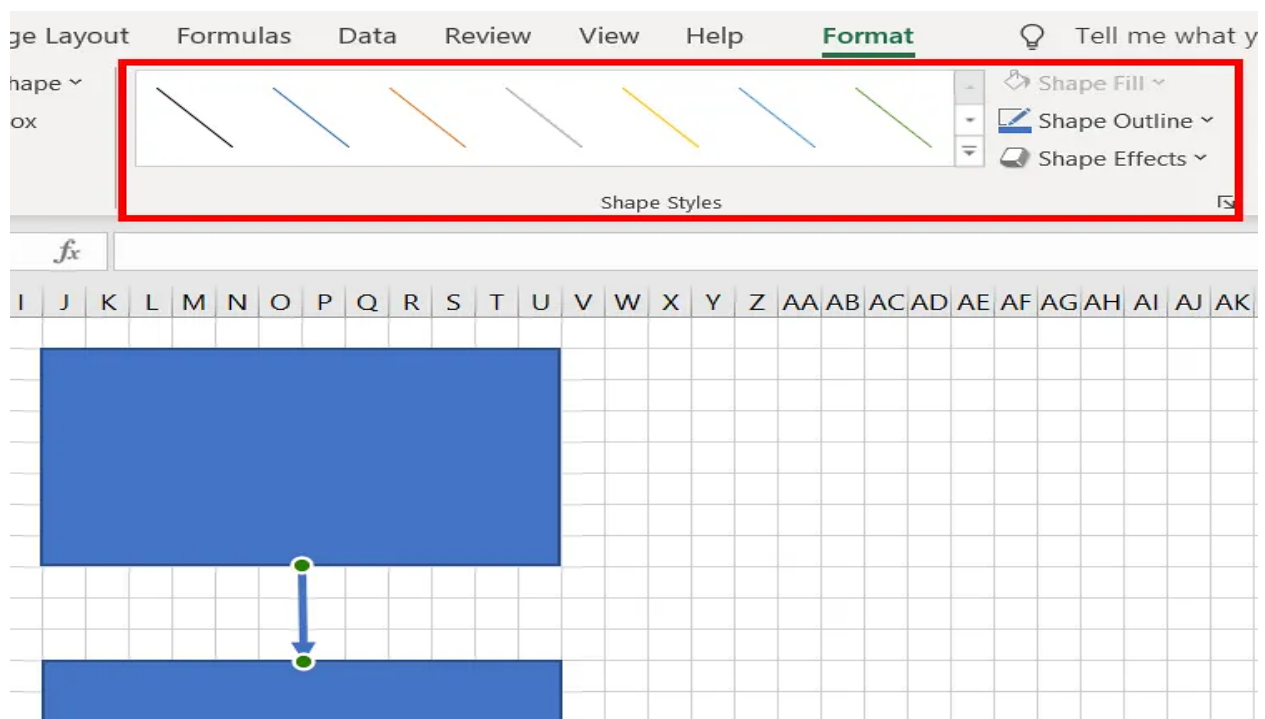 ge Layout Formulas Data Review View Help Format Tell me what y
hape Shape Fill
ox Shape Outline
Shape Effects
Shape Styles
fx
I J K L M N O P Q R S T U V W X Y Z AA AB AC AD AE AF AG AH AI AJ AK